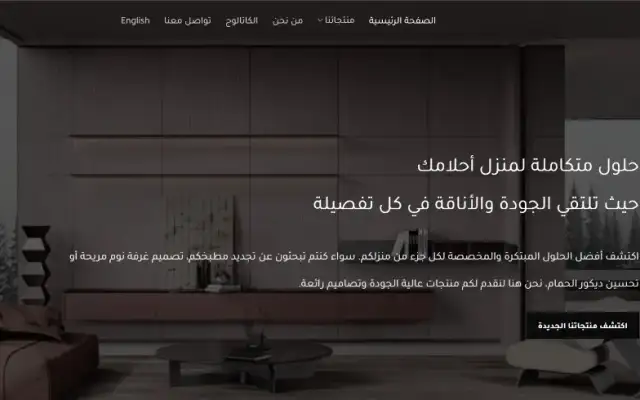 الصفحة الرئيسية
منتجاتنا
من نحن
الكاتالوج
تواصل معنا
English
حلول متكاملة لمنزل أحلامك
حيث تلتقي الجودة والأناقة في كل تفصيلة
اكتشف أفضل الحلول المبتكرة والمخصصة لكل جزء من منزلكم. سواء كنتم تبحثون عن تجديد مطبخكم، تصميم غرفة نوم مريحة أو
تحسين ديكور الحمام. نحن هنا لنقدم لكم منتجات عالية الجودة وتصاميم رائعة.
اكتشف منتجاتنا الجديدة